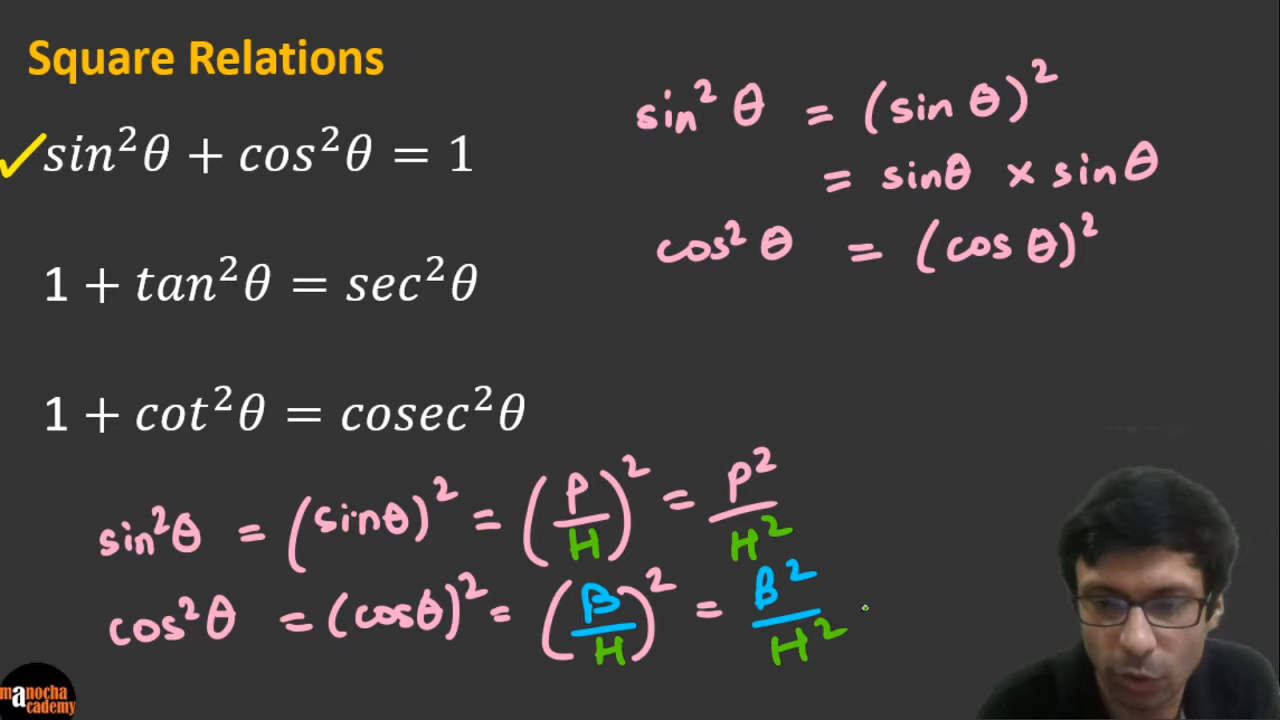 Square Relations
sin²θ + cos²θ = 1
1 + tan²θ = sec²θ
1 + cot²θ = cosec²θ
sin²θ = (sin θ)²
= sinθ × sinθ
cos²θ = (cos θ)²
sin²θ = (sinθ)² = (P/H)² = P²/H²
cos²θ = (cosθ)² = (B/H)² = B²/H²
manocha
academy